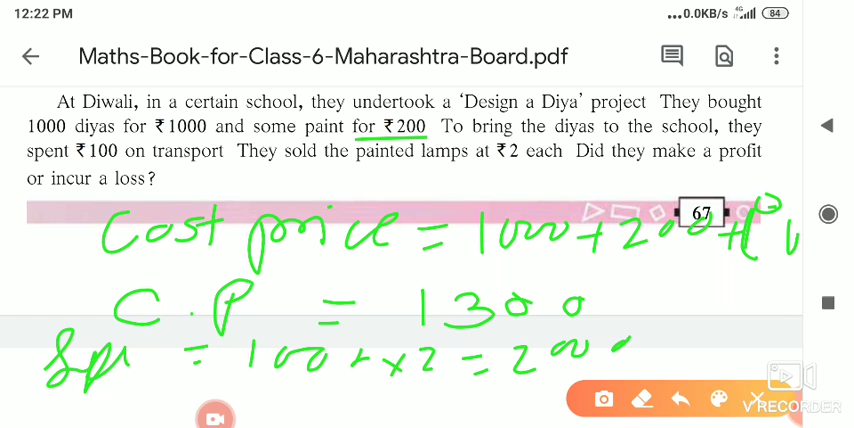 12:22 PM
...0.0KB/s 4G 84
Maths-Book-for-Class-6-Maharashtra-Board.pdf
At Diwali, in a certain school, they undertook a ‘Design a Diya’ project They bought
1000 diyas for ₹1000 and some paint for ₹200 To bring the diyas to the school, they
spent ₹100 on transport They sold the painted lamps at ₹2 each Did they make a profit
or incur a loss?
67
Cost price = 1000 + 200 +
C.P = 1300
= × 2 = 2000
V RECORDER